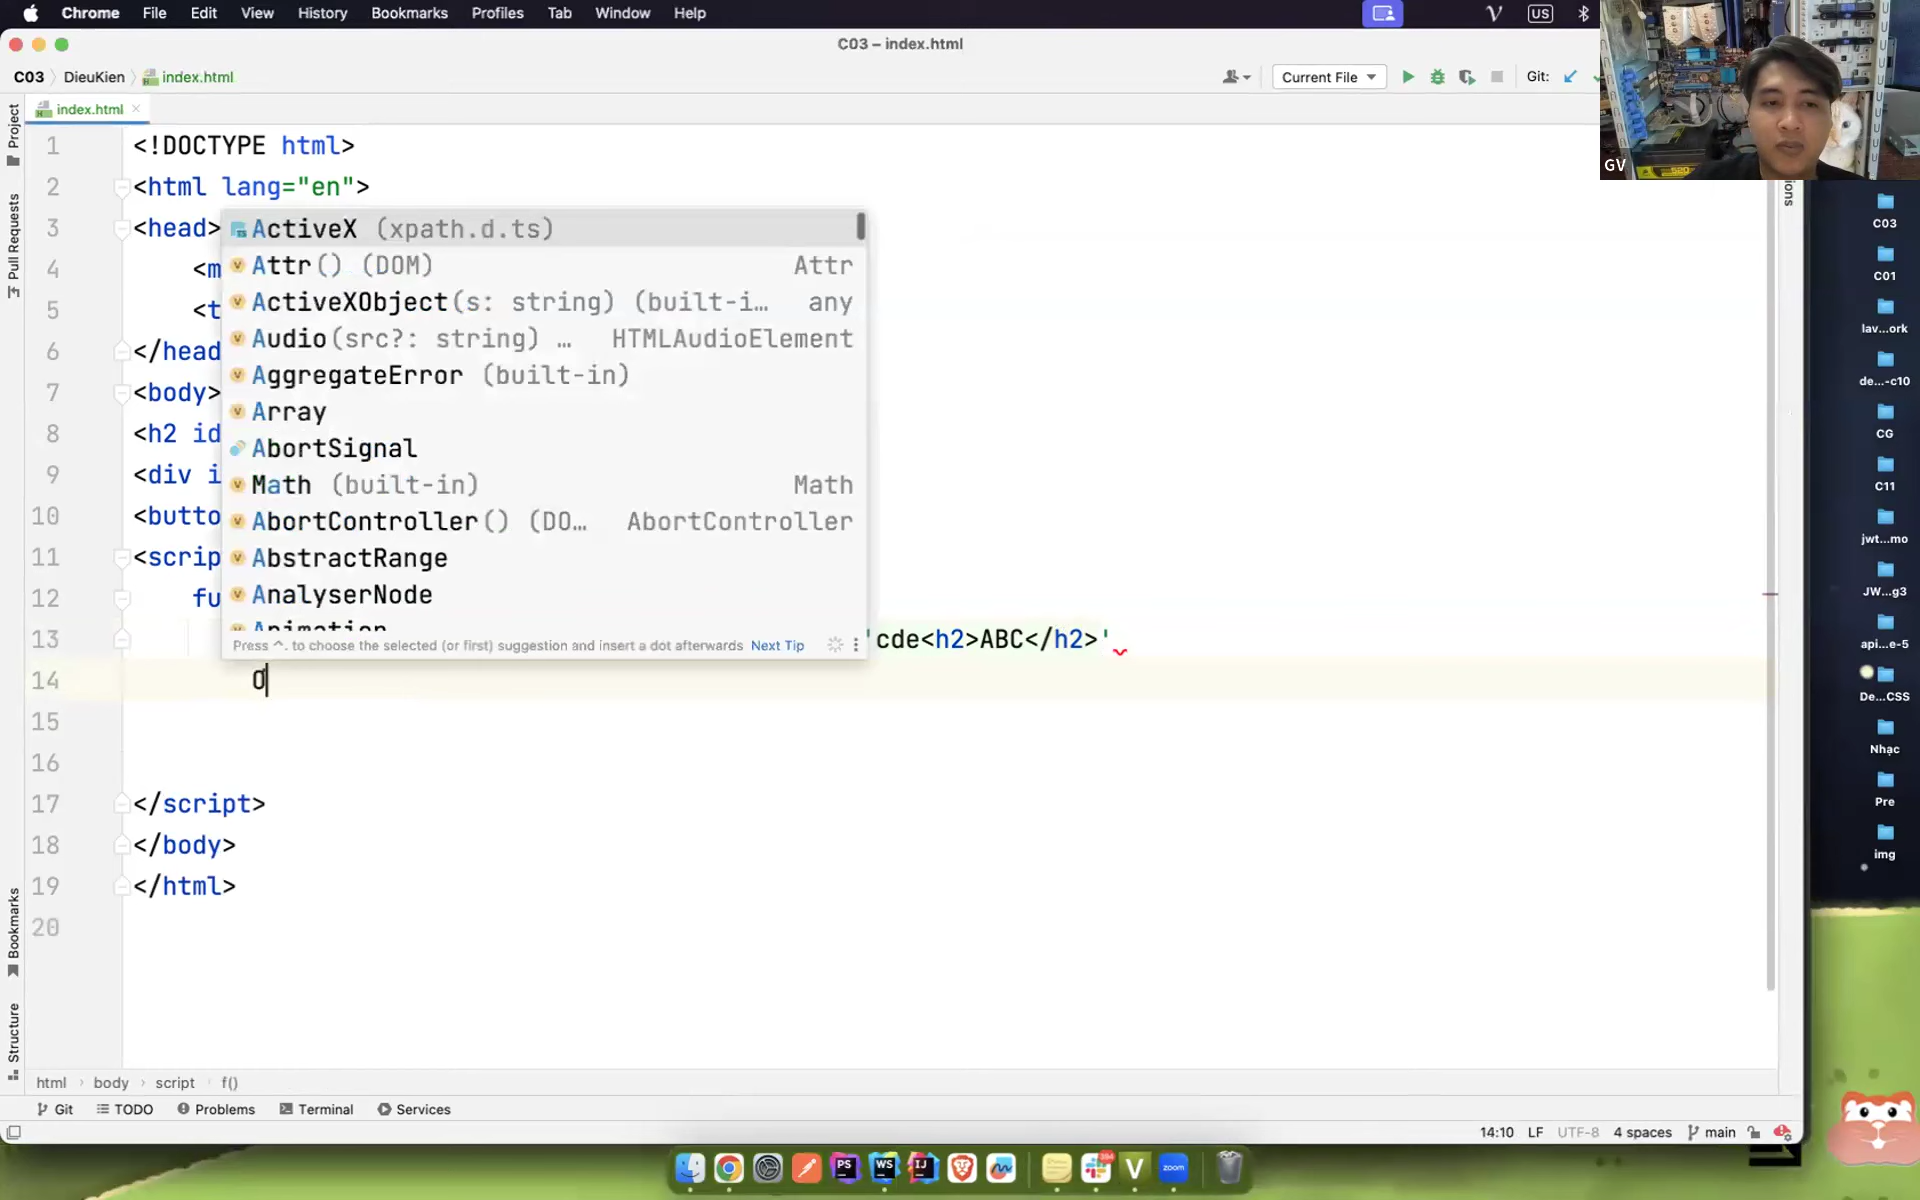 Chrome File Edit View History Bookmarks Profiles Tab Window Help
US
C03 – index.html
C03 DieuKien index.html
Current File
Git:
index.html
Project
Pull Requests
Bookmarks
Structure
GV
1 <!DOCTYPE html>
2 <html lang="en">
3 <head>
4 <m
5 <t
6 </head
7 <body>
8 <h2 id
9 <div i
10 <butto
11 <scrip
12 fu
13 'cde<h2>ABC</h2>'
14
15
16
17 </script>
18 </body>
19 </html>
20
ActiveX (xpath.d.ts)
Attr() (DOM) Attr
ActiveXObject(s: string) (built-i… any
Audio(src?: string) … HTMLAudioElement
AggregateError (built-in)
Array
AbortSignal
Math (built-in) Math
AbortController() (DO… AbortController
AbstractRange
AnalyserNode
Animation
Press ^. to choose the selected (or first) suggestion and insert a dot afterwards Next Tip
C03
C01
lav...ork
de...-c10
CG
C11
jwt...mo
JW...g3
api...e-5
De...CSS
Nhạc
Pre
img
html body script f()
Git TODO Problems Terminal Services
14:10 LF UTF-8 4 spaces main
PS WS IJ V zoom